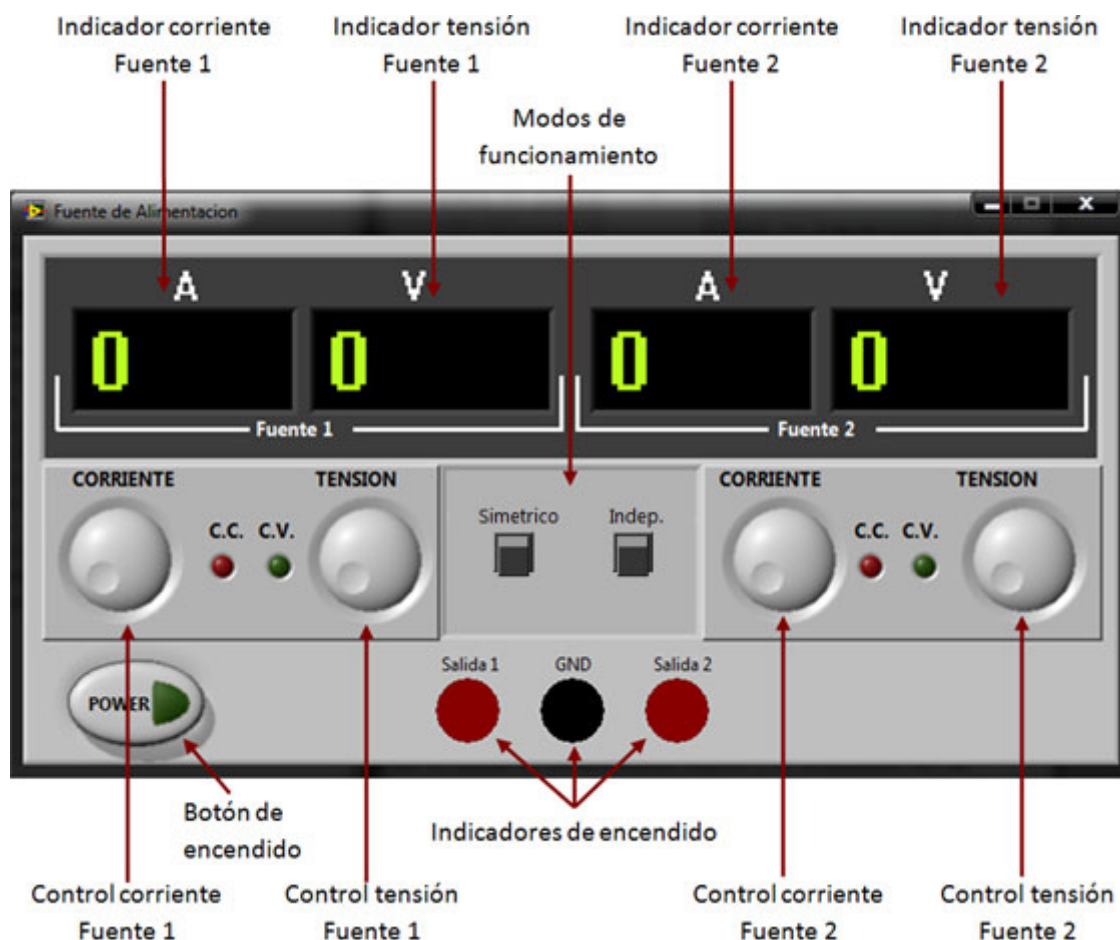 Indicador corriente
Fuente 1
Indicador tensión
Fuente 1
Indicador corriente
Fuente 2
Indicador tensión
Fuente 2
Modos de
funcionamiento
Fuente de Alimentacion
A
V
A
V
0
0
0
0
Fuente 1
Fuente 2
CORRIENTE
TENSION
C.C.
C.V.
Simetrico
Indep.
CORRIENTE
TENSION
C.C.
C.V.
POWER
Salida 1
GND
Salida 2
Botón de
encendido
Indicadores de encendido
Control corriente
Fuente 1
Control tensión
Fuente 1
Control corriente
Fuente 2
Control tensión
Fuente 2